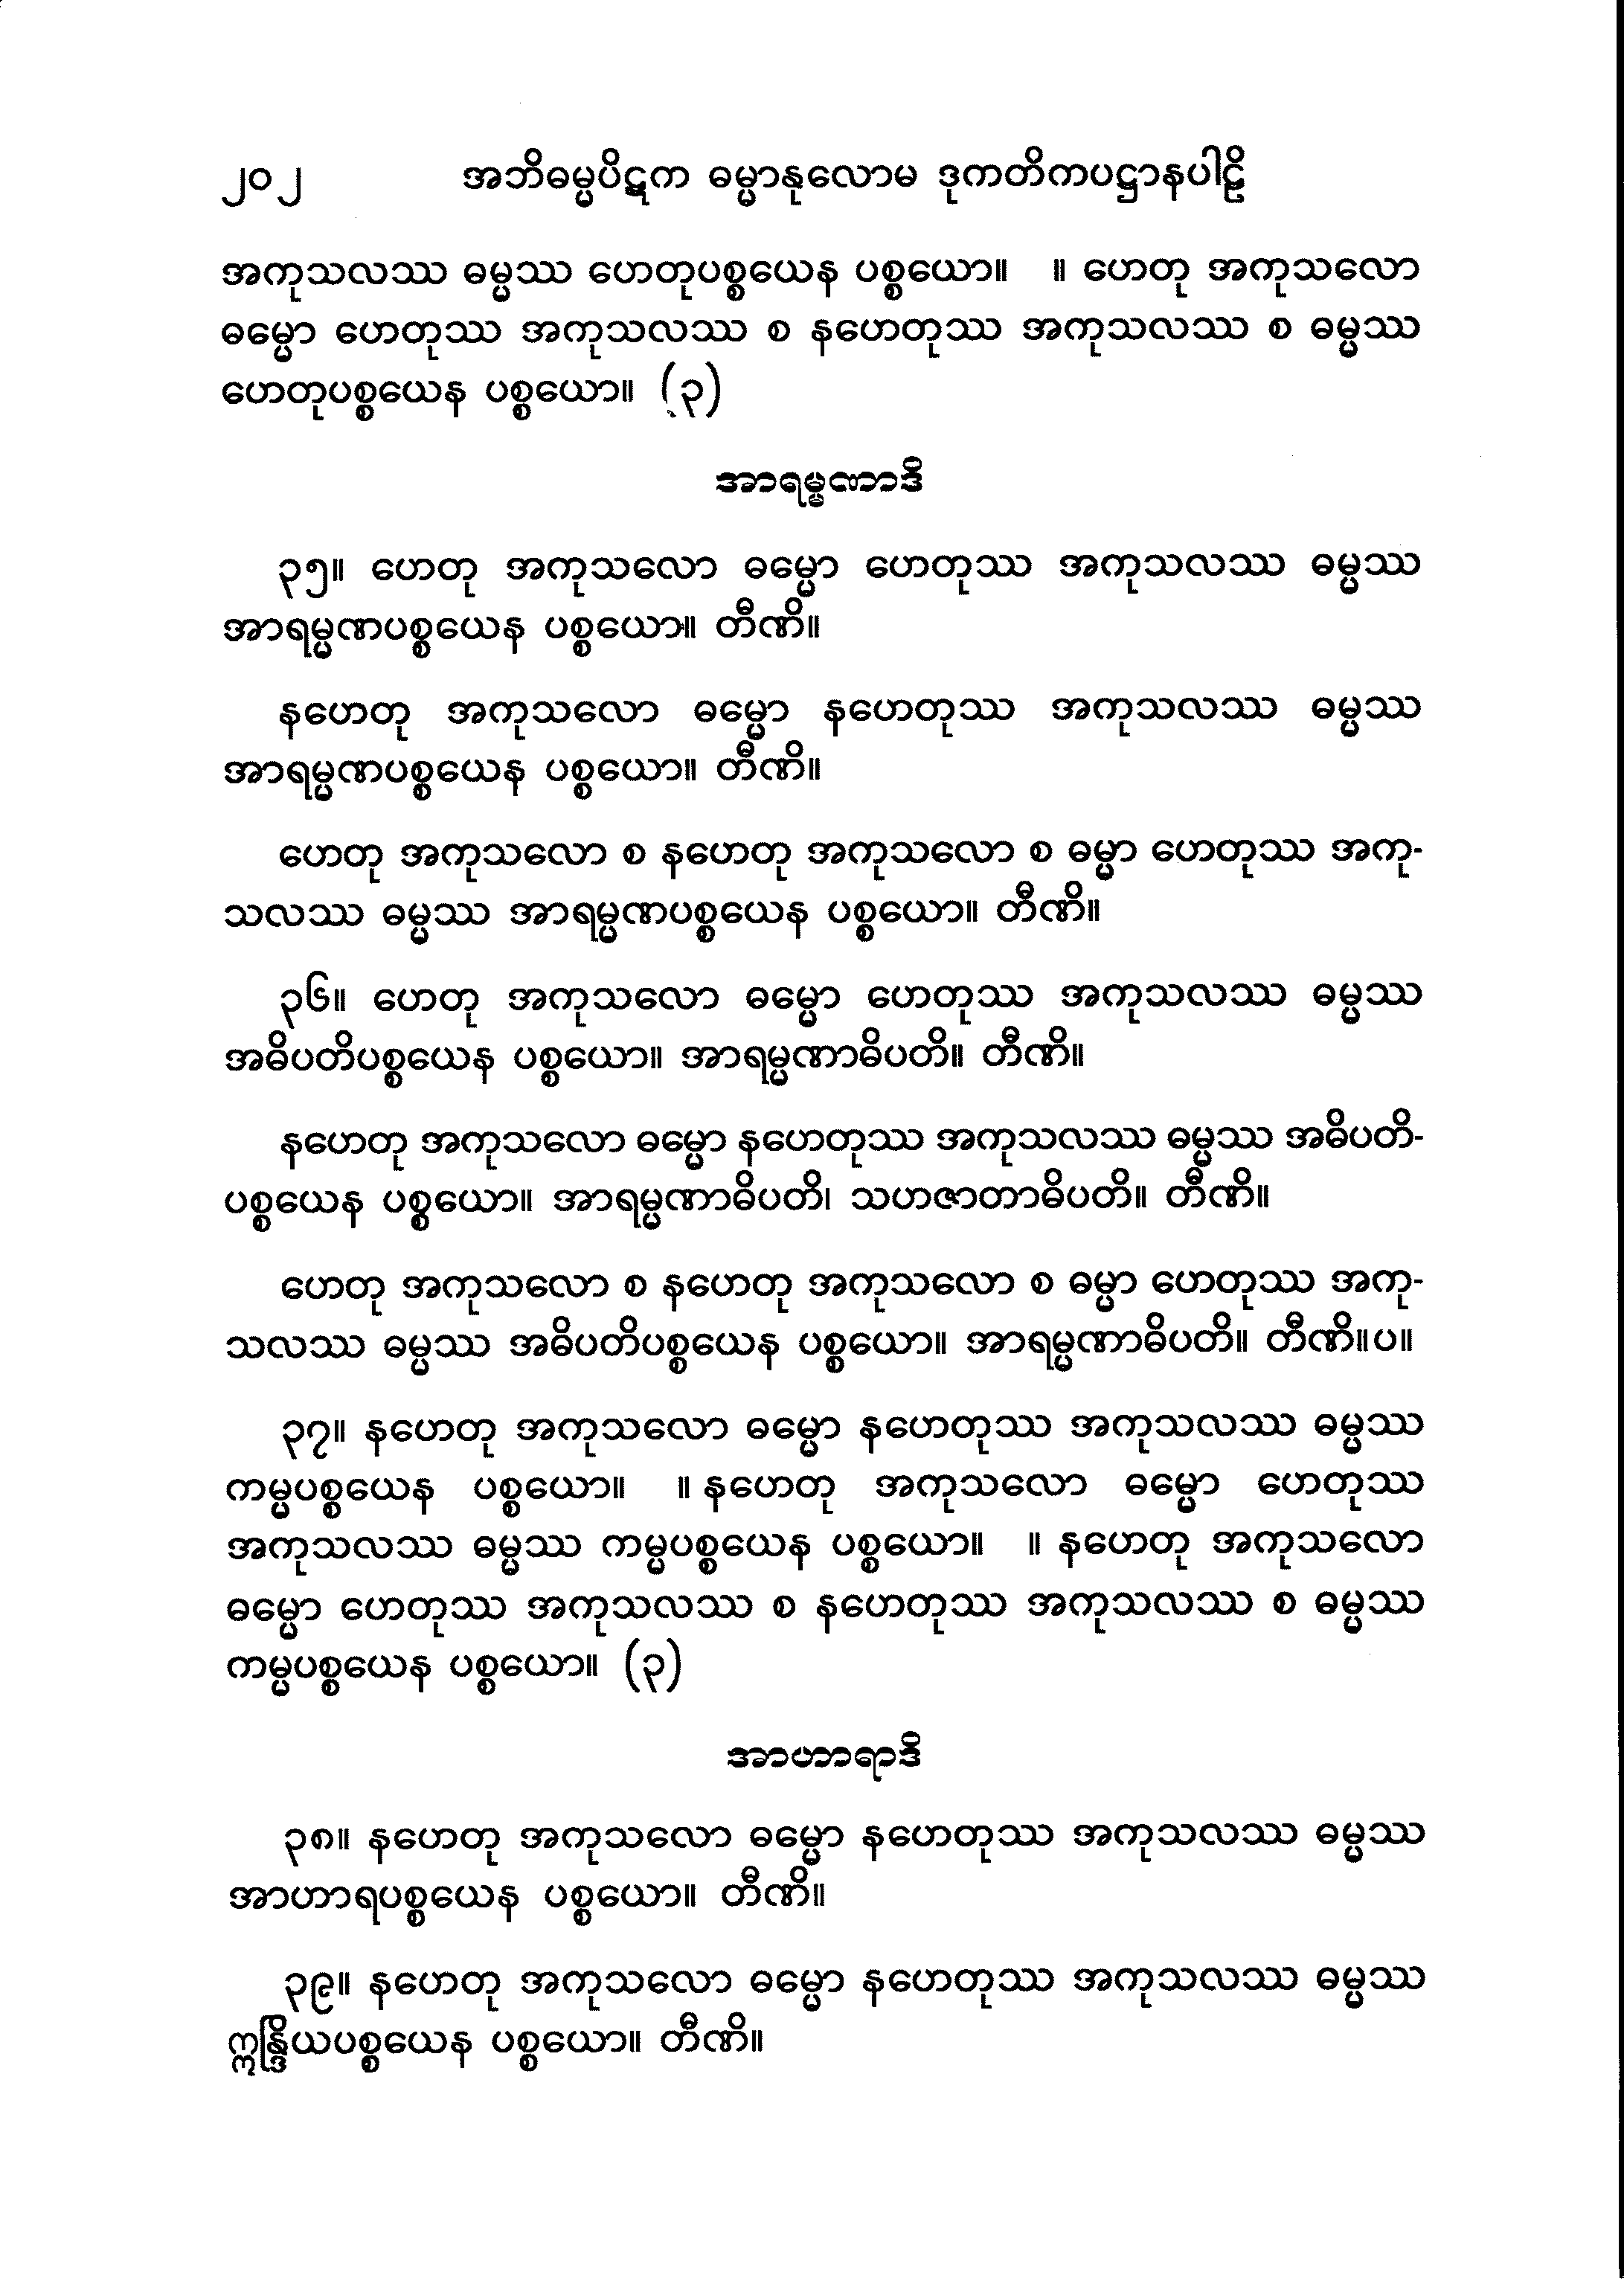 ၂၀၂ အဘိဓမ္မပိဋက ဓမ္မာနုလောမ ဒုကတိကပဋ္ဌာနပါဠိ
အကုသလဿ ဓမ္မဿ ဟေတုပစ္စယေန ပစ္စယော။ ။ ဟေတု အကုသလော
ဓမ္မော ဟေတုဿ အကုသလဿ စ နဟေတုဿ အကုသလဿ စ ဓမ္မဿ
ဟေတုပစ္စယေန ပစ္စယော။ (၃)
အာရမ္မဏာဒိ
၃၅။ ဟေတု အကုသလော ဓမ္မော ဟေတုဿ အကုသလဿ ဓမ္မဿ
အာရမ္မဏပစ္စယေန ပစ္စယော။ တီဏိ။
နဟေတု အကုသလော ဓမ္မော နဟေတုဿ အကုသလဿ ဓမ္မဿ
အာရမ္မဏပစ္စယေန ပစ္စယော။ တီဏိ။
ဟေတု အကုသလော စ နဟေတု အကုသလော စ ဓမ္မာ ဟေတုဿ အကု-
သလဿ ဓမ္မဿ အာရမ္မဏပစ္စယေန ပစ္စယော။ တီဏိ။
၃၆။ ဟေတု အကုသလော ဓမ္မော ဟေတုဿ အကုသလဿ ဓမ္မဿ
အဓိပတိပစ္စယေန ပစ္စယော။ အာရမ္မဏာဓိပတိ။ တီဏိ။
နဟေတု အကုသလော ဓမ္မော နဟေတုဿ အကုသလဿ ဓမ္မဿ အဓိပတိ-
ပစ္စယေန ပစ္စယော။ အာရမ္မဏာဓိပတိ၊ သဟဇာတာဓိပတိ။ တီဏိ။
ဟေတု အကုသလော စ နဟေတု အကုသလော စ ဓမ္မာ ဟေတုဿ အကု-
သလဿ ဓမ္မဿ အဓိပတိပစ္စယေန ပစ္စယော။ အာရမ္မဏာဓိပတိ။ တီဏိ။ပ။
၃၇။ နဟေတု အကုသလော ဓမ္မော နဟေတုဿ အကုသလဿ ဓမ္မဿ
ကမ္မပစ္စယေန ပစ္စယော။ ။ နဟေတု အကုသလော ဓမ္မော ဟေတုဿ
အကုသလဿ ဓမ္မဿ ကမ္မပစ္စယေန ပစ္စယော။ ။ နဟေတု အကုသလော
ဓမ္မော ဟေတုဿ အကုသလဿ စ နဟေတုဿ အကုသလဿ စ ဓမ္မဿ
ကမ္မပစ္စယေန ပစ္စယော။ (၃)
အာဟာရာဒိ
၃၈။ နဟေတု အကုသလော ဓမ္မော နဟေတုဿ အကုသလဿ ဓမ္မဿ
အာဟာရပစ္စယေန ပစ္စယော။ တီဏိ။
၃၉။ နဟေတု အကုသလော ဓမ္မော နဟေတုဿ အကုသလဿ ဓမ္မဿ
ဣန္ဒြိယပစ္စယေန ပစ္စယော။ တီဏိ။